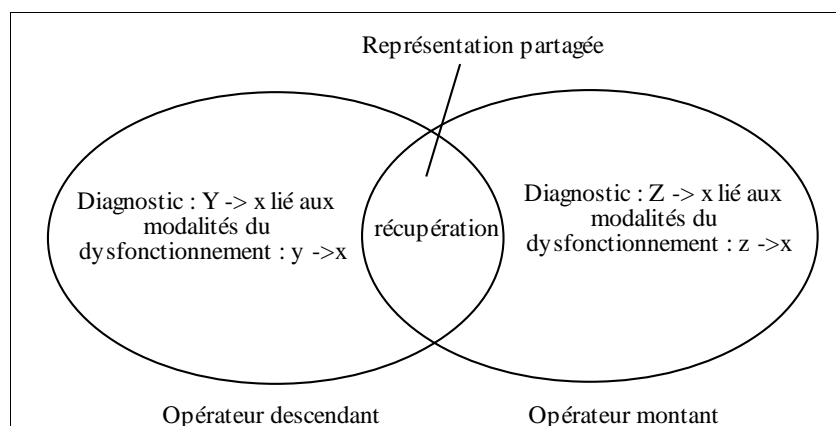 Représentation partagée
Diagnostic : Y -> x lié aux
modalités du
dysfonctionnement : y ->x
récupération
Diagnostic : Z -> x lié aux
modalités du
dysfonctionnement : z ->x
Opérateur descendant
Opérateur montant